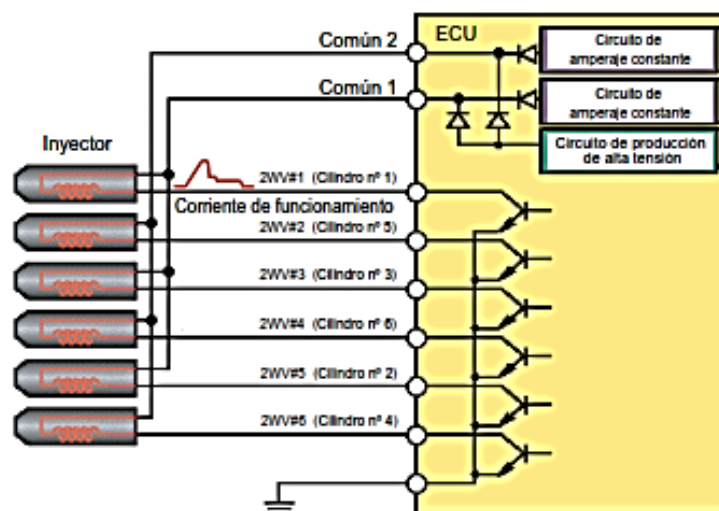 Común 2
ECU
Circuito de
amperaje constante
Común 1
Circuito de
amperaje constante
Circuito de producción
de alta tensión
Inyector
2WV#1 (Cilindro nº 1)
Corriente de funcionamiento
2WV#2 (Cilindro nº 5)
2WV#3 (Cilindro nº 3)
2WV#4 (Cilindro nº 6)
2WV#5 (Cilindro nº 2)
2WV#6 (Cilindro nº 4)